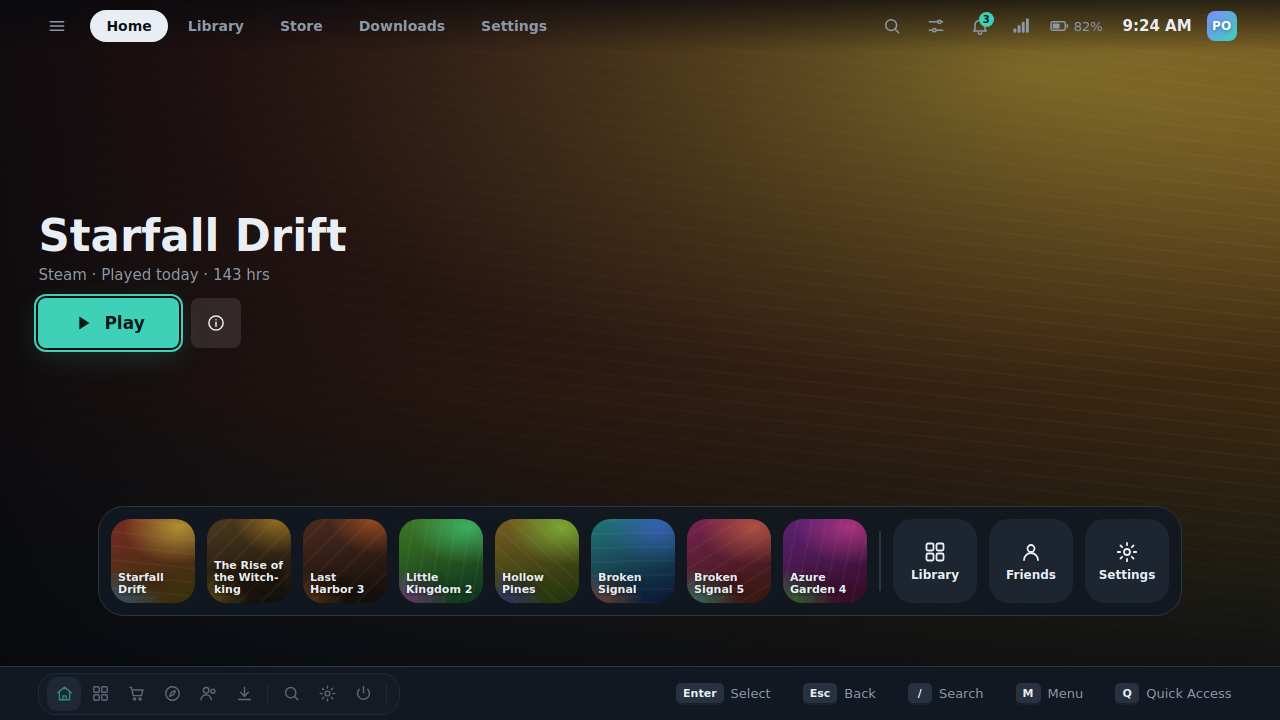 Home Library Store Downloads Settings 3 82% 9:24 AM PO
Starfall Drift
Steam · Played today · 143 hrs
Play
Starfall
Drift
The Rise of
the Witch-
king
Last
Harbor 3
Little
Kingdom 2
Hollow
Pines
Broken
Signal
Broken
Signal 5
Azure
Garden 4
Library
Friends
Settings
Enter Select Esc Back / Search M Menu Q Quick Access